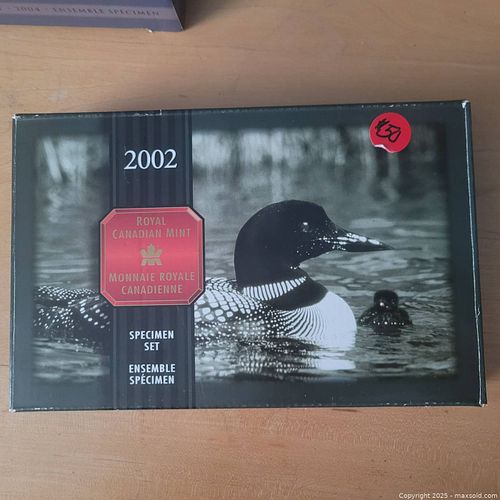 2004 · ENSEMBLE SPÉCIMEN
2002
$50
ROYAL
CANADIAN MINT
MONNAIE ROYALE
CANADIENNE
SPECIMEN
SET
ENSEMBLE
SPÉCIMEN
Copyright 2025 - maxsold.com